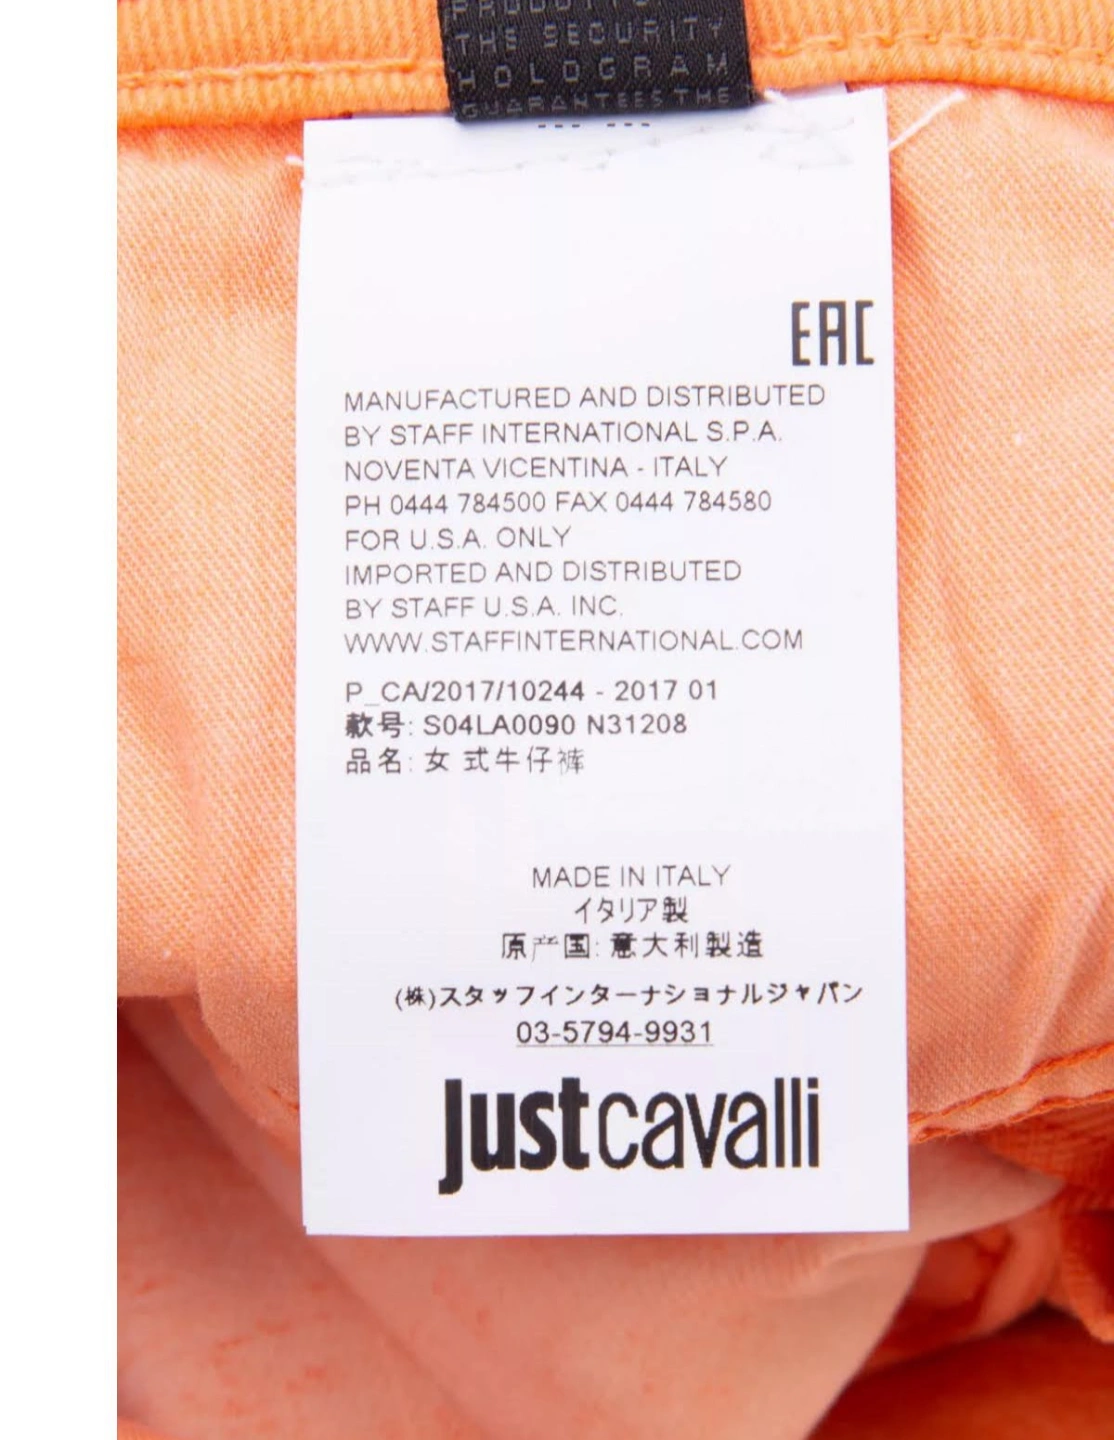 THE SECURITY
HOLOGRAM
GUARANTEES THE
EAC
MANUFACTURED AND DISTRIBUTED
BY STAFF INTERNATIONAL S.P.A.
NOVENTA VICENTINA - ITALY
PH 0444 784500 FAX 0444 784580
FOR U.S.A. ONLY
IMPORTED AND DISTRIBUTED
BY STAFF U.S.A. INC.
WWW.STAFFINTERNATIONAL.COM
P_CA/2017/10244 - 2017 01
款号: S04LA0090 N31208
品名: 女 式牛仔裤
MADE IN ITALY
イタリア製
原产国: 意大利製造
(株)スタッフインターナショナルジャパン
03-5794-9931
justcavalli